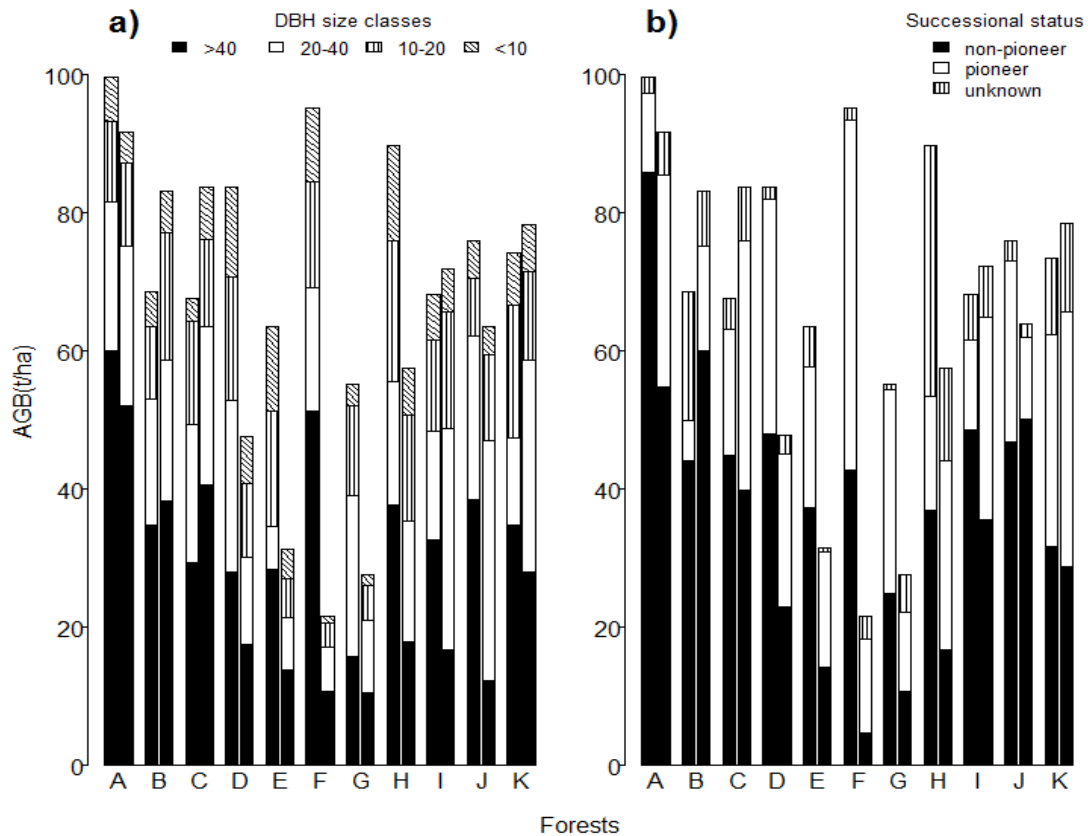 a)
DBH size classes
>40 20-40 10-20 <10
AGB(t/ha)
100
80
60
40
20
0
A B C D E F G H I J K
b)
Successional status
non-pioneer
pioneer
unknown
100
80
60
40
20
0
A B C D E F G H I J K
Forests